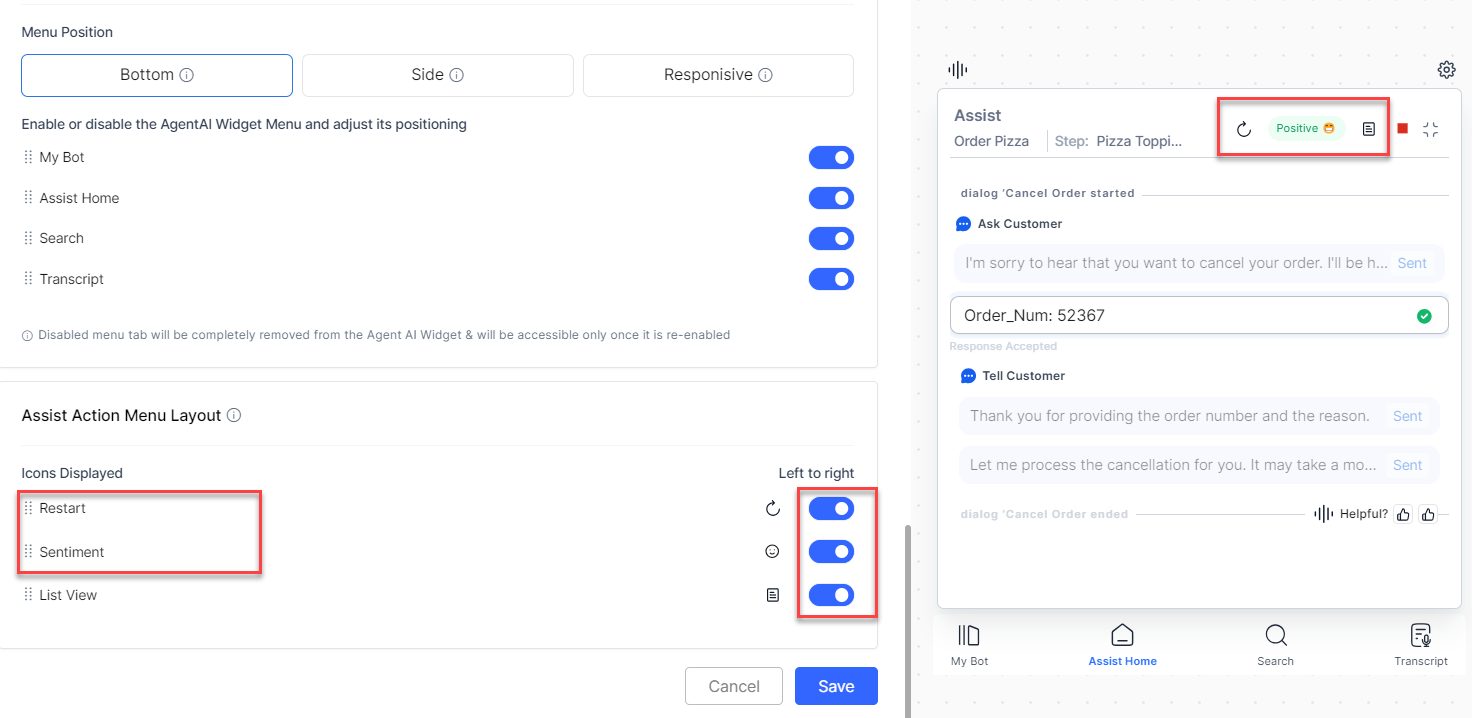 Menu Position
Bottom
Side
Responisive
Enable or disable the AgentAI Widget Menu and adjust its positioning
My Bot
Assist Home
Search
Transcript
Disabled menu tab will be completely removed from the Agent AI Widget & will be accessible only once it is re-enabled
Assist Action Menu Layout
Icons Displayed
Left to right
Restart
Sentiment
List View
Cancel
Save
Assist
Order Pizza
Step: Pizza Toppi...
Positive
dialog 'Cancel Order started
Ask Customer
I'm sorry to hear that you want to cancel your order. I'll be h...
Sent
Order_Num: 52367
Response Accepted
Tell Customer
Thank you for providing the order number and the reason.
Sent
Let me process the cancellation for you. It may take a mo...
Sent
dialog 'Cancel Order ended
Helpful?
My Bot
Assist Home
Search
Transcript